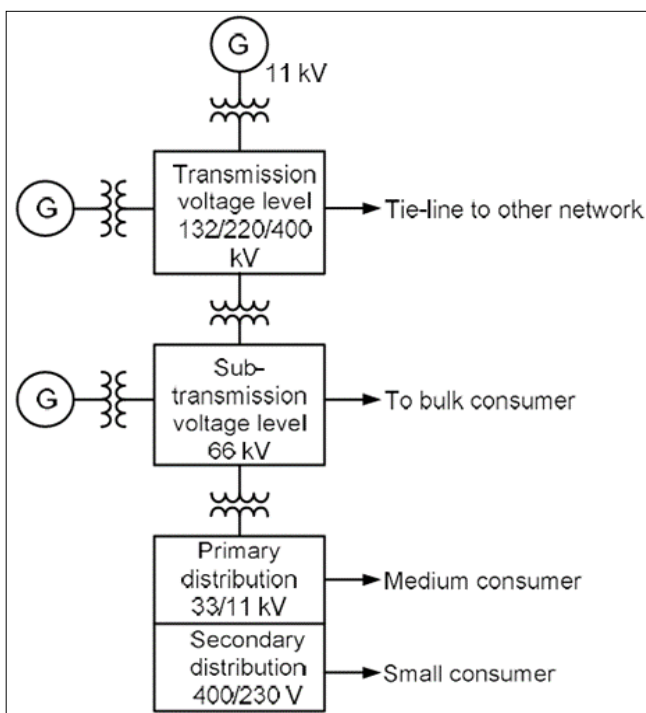 G
11 kV
Transmission
voltage level
132/220/400
kV
G
Tie-line to other network
Sub-
transmission
voltage level
66 kV
G
To bulk consumer
Primary
distribution
33/11 kV
Medium consumer
Secondary
distribution
400/230 V
Small consumer